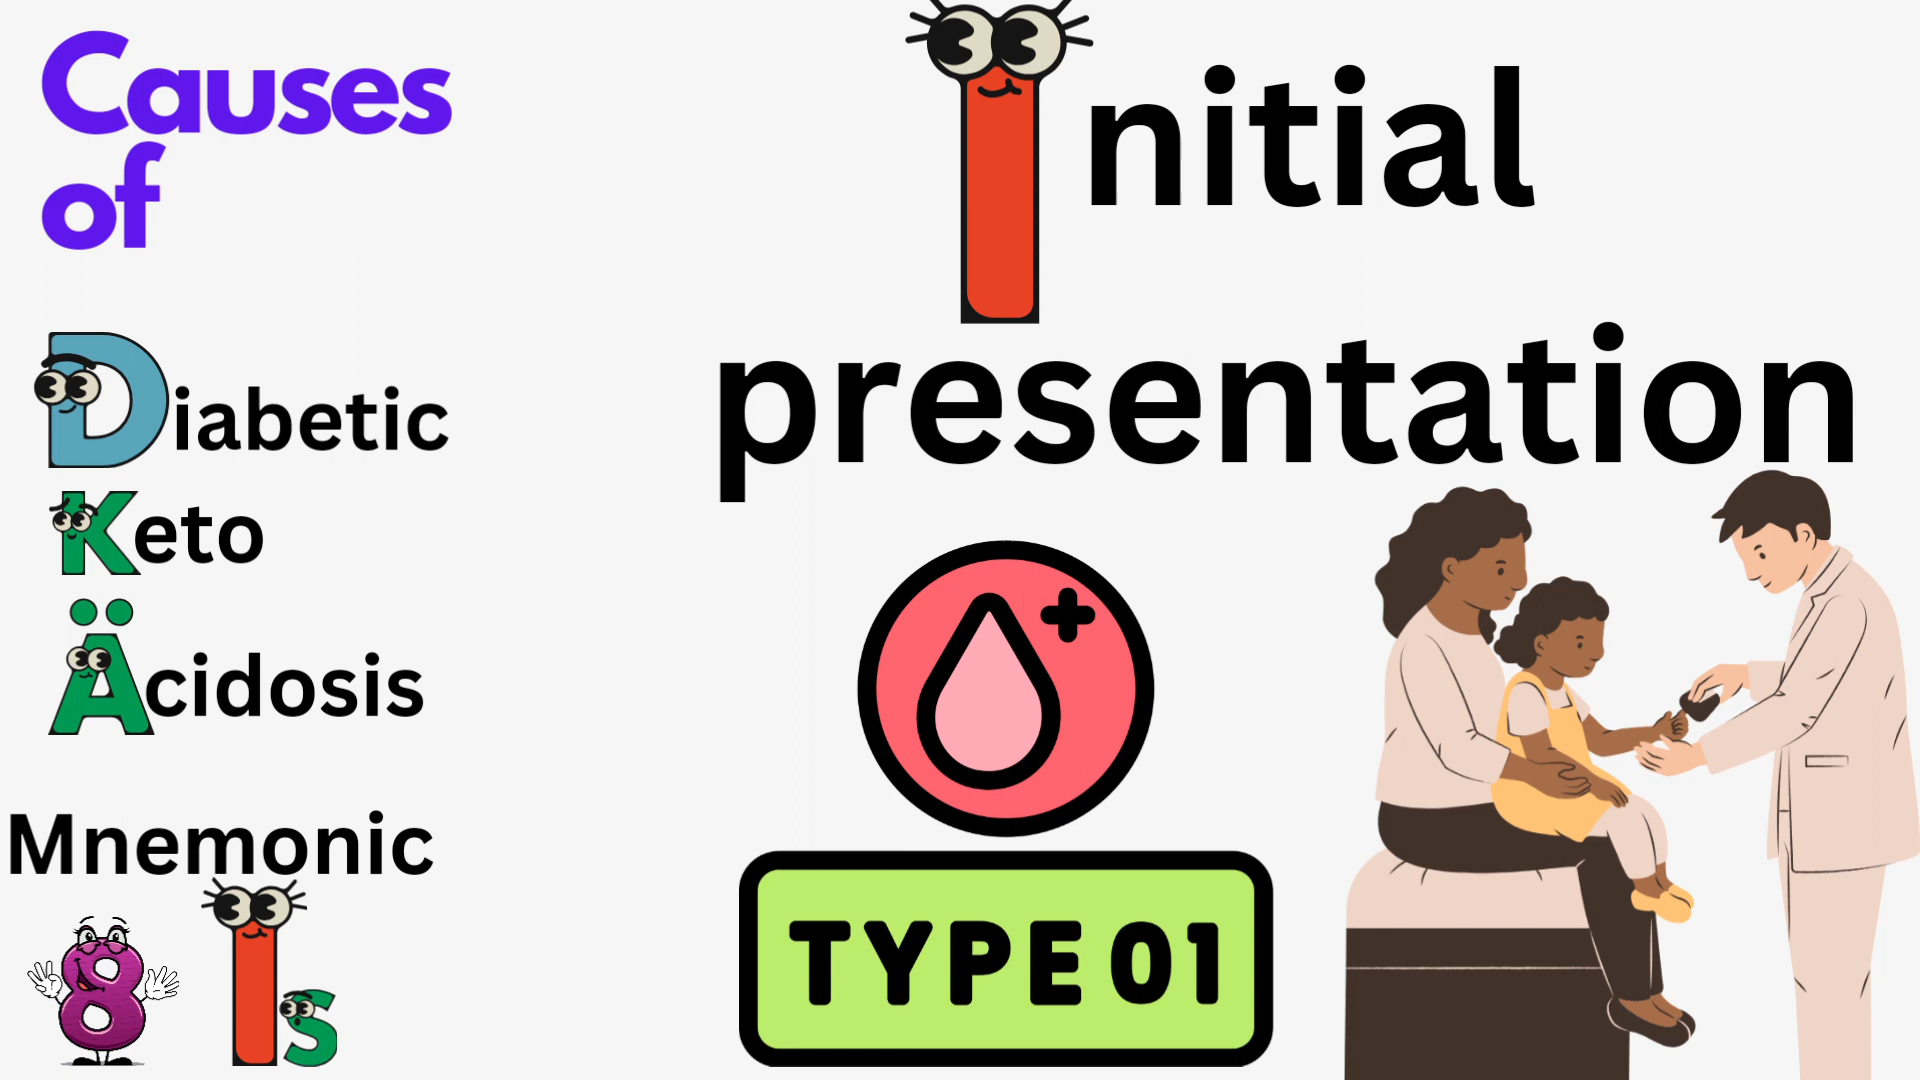 Causes
of
Diabetic
Keto
Äcidosis
Mnemonic
8 Is
Initial
presentation
TYPE 01